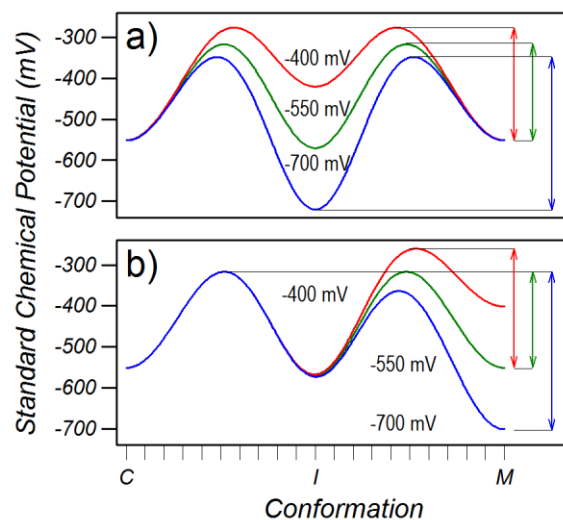 Standard Chemical Potential (mV)
a)
-300
-400
-500
-600
-700
-400 mV
-550 mV
-700 mV
b)
-300
-400
-500
-600
-700
-400 mV
-550 mV
-700 mV
C I M
Conformation